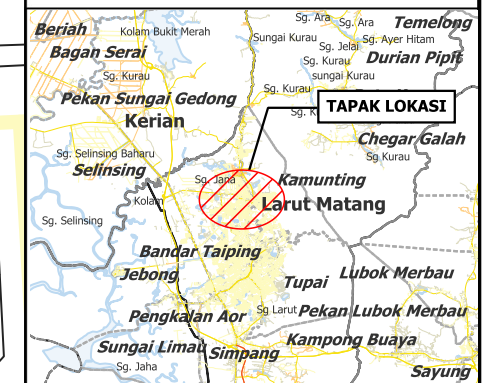 Sg. Ara
Sg. Ara
Temelong
Beriah
Kolam Bukit Merah
Sungai Kurau
Sg. Jelai
Sg. Ayer Hitam
Bagan Serai
Sg. Kurau
Durian Pipit
Sg. Kurau
sungai Kurau
Sg. Kurau
Pekan Sungai Gedong
TAPAK LOKASI
Kerian
Chegar Galah
Sg. Selinsing Baharu
Sg Kurau
Selinsing
Sg. Jana
Kamunting
Kolam
Larut Matang
Sg. Selinsing
Bandar Taiping
Jebong
Lubok Merbau
Tupai
Pengkalan Aor
Sg Larut
Pekan Lubok Merbau
Sungai Limau
Simpang
Kampong Buaya
Sg. Jaha
Sayung